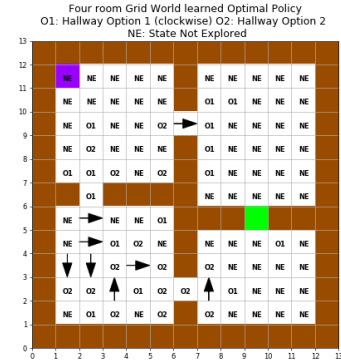 Four room Grid World learned Optimal Policy
O1: Hallway Option 1 (clockwise) O2: Hallway Option 2
NE: State Not Explored
13
12
NE NE NE NE NE NE NE NE NE NE
11
NE NE NE NE NE O1 O1 NE NE NE
10
NE O1 NE NE O2 O1 NE NE NE NE
9
NE O2 NE NE NE O1 NE NE NE NE
8
O1 O1 O2 NE O2 O1 NE NE NE NE
7
O1 NE NE NE NE NE
6
NE NE NE O1
5
NE O1 O2 NE NE NE NE O1 NE
4
O2 O2 O2 NE NE NE NE
3
O2 O2 O1 O2 O2 O1 NE NE NE
2
NE O1 O2 NE O2 O2 NE NE NE NE
1
0
0 1 2 3 4 5 6 7 8 9 10 11 12 13